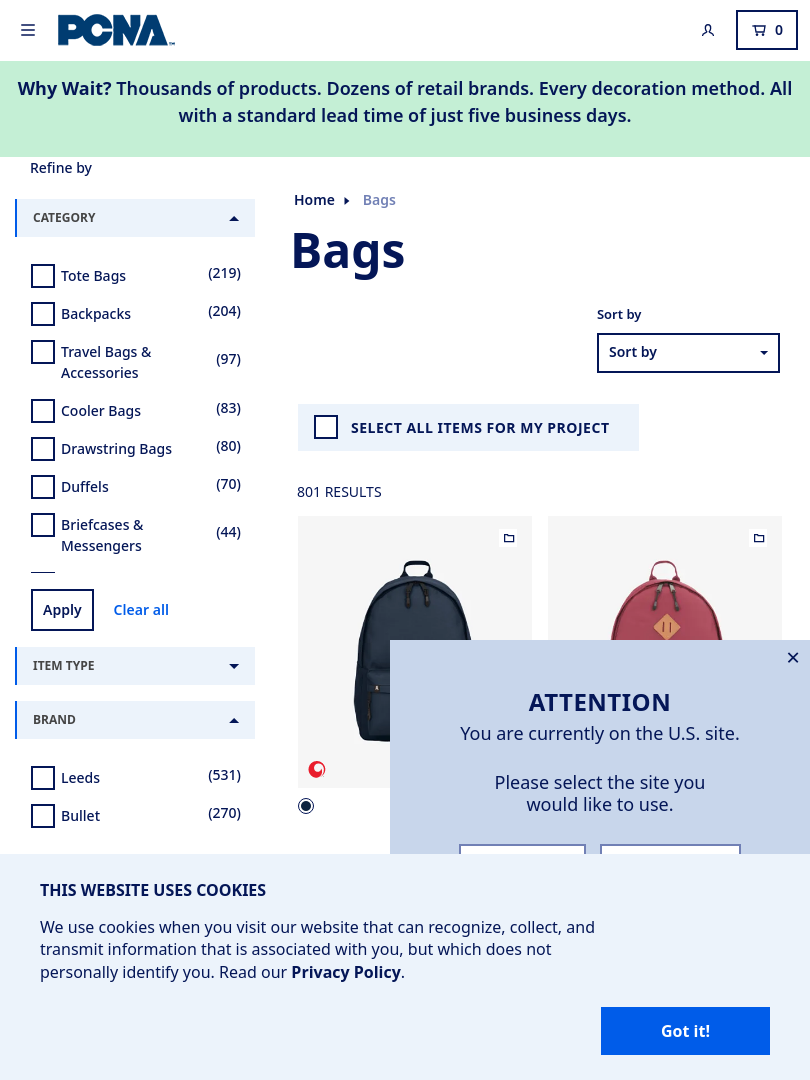 PCNA
0
Why Wait? Thousands of products. Dozens of retail brands. Every decoration method. All
with a standard lead time of just five business days.
Refine by
CATEGORY
Tote Bags (219)
Backpacks (204)
Travel Bags &
Accessories (97)
Cooler Bags (83)
Drawstring Bags (80)
Duffels (70)
Briefcases &
Messengers (44)
Apply Clear all
ITEM TYPE
BRAND
Leeds (531)
Bullet (270)
Home Bags
Bags
Sort by
Sort by
SELECT ALL ITEMS FOR MY PROJECT
801 RESULTS
ATTENTION
You are currently on the U.S. site.
Please select the site you
would like to use.
THIS WEBSITE USES COOKIES
We use cookies when you visit our website that can recognize, collect, and
transmit information that is associated with you, but which does not
personally identify you. Read our Privacy Policy.
Got it!